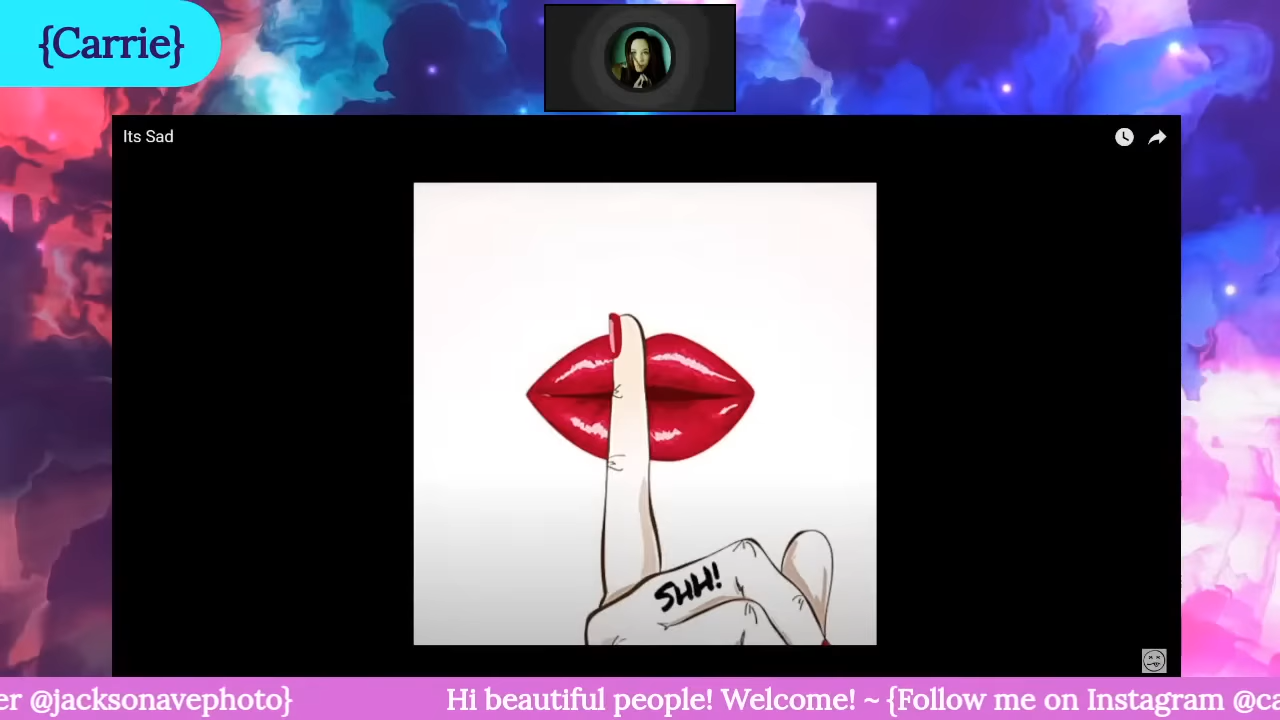 {Carrie}
Its Sad
SHH!
er @jacksonavephoto} Hi beautiful people! Welcome! ~ {Follow me on Instagram @ca